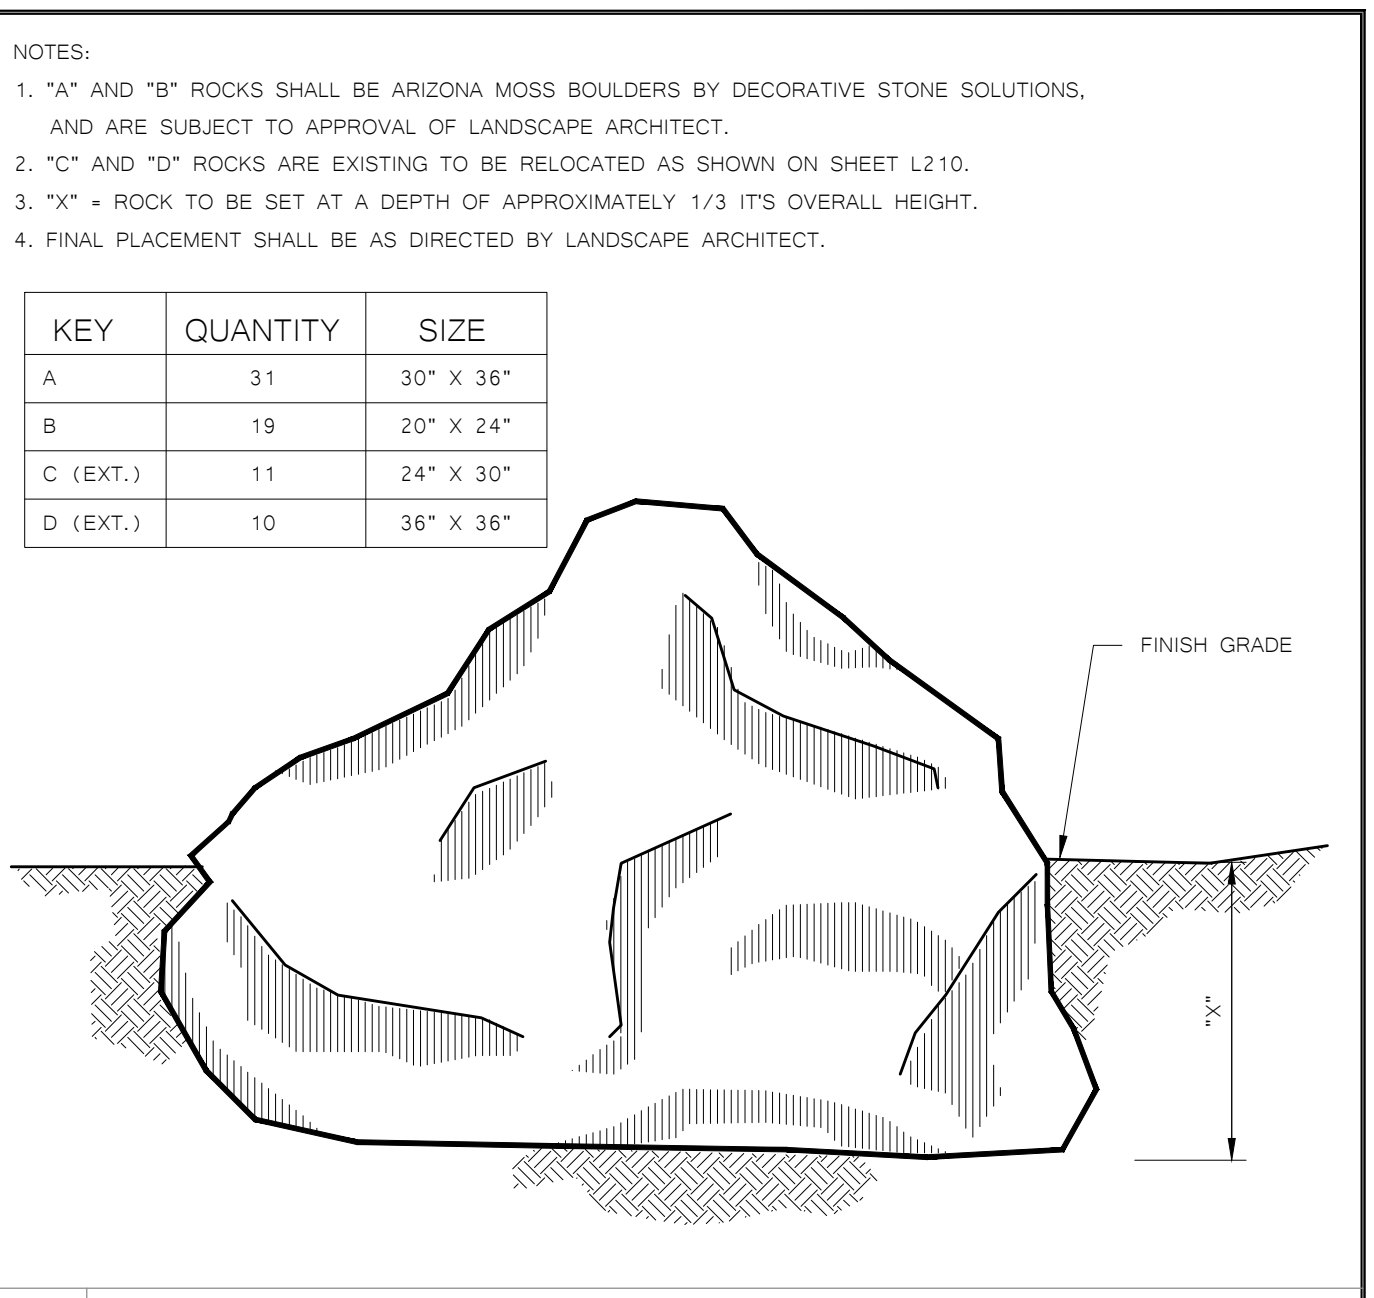 NOTES:
1. "A" AND "B" ROCKS SHALL BE ARIZONA MOSS BOULDERS BY DECORATIVE STONE SOLUTIONS,
AND ARE SUBJECT TO APPROVAL OF LANDSCAPE ARCHITECT.
2. "C" AND "D" ROCKS ARE EXISTING TO BE RELOCATED AS SHOWN ON SHEET L210.
3. "X" = ROCK TO BE SET AT A DEPTH OF APPROXIMATELY 1/3 IT'S OVERALL HEIGHT.
4. FINAL PLACEMENT SHALL BE AS DIRECTED BY LANDSCAPE ARCHITECT.
KEY QUANTITY SIZE
A 31 30" X 36"
B 19 20" X 24"
C (EXT.) 11 24" X 30"
D (EXT.) 10 36" X 36"
FINISH GRADE
"X"